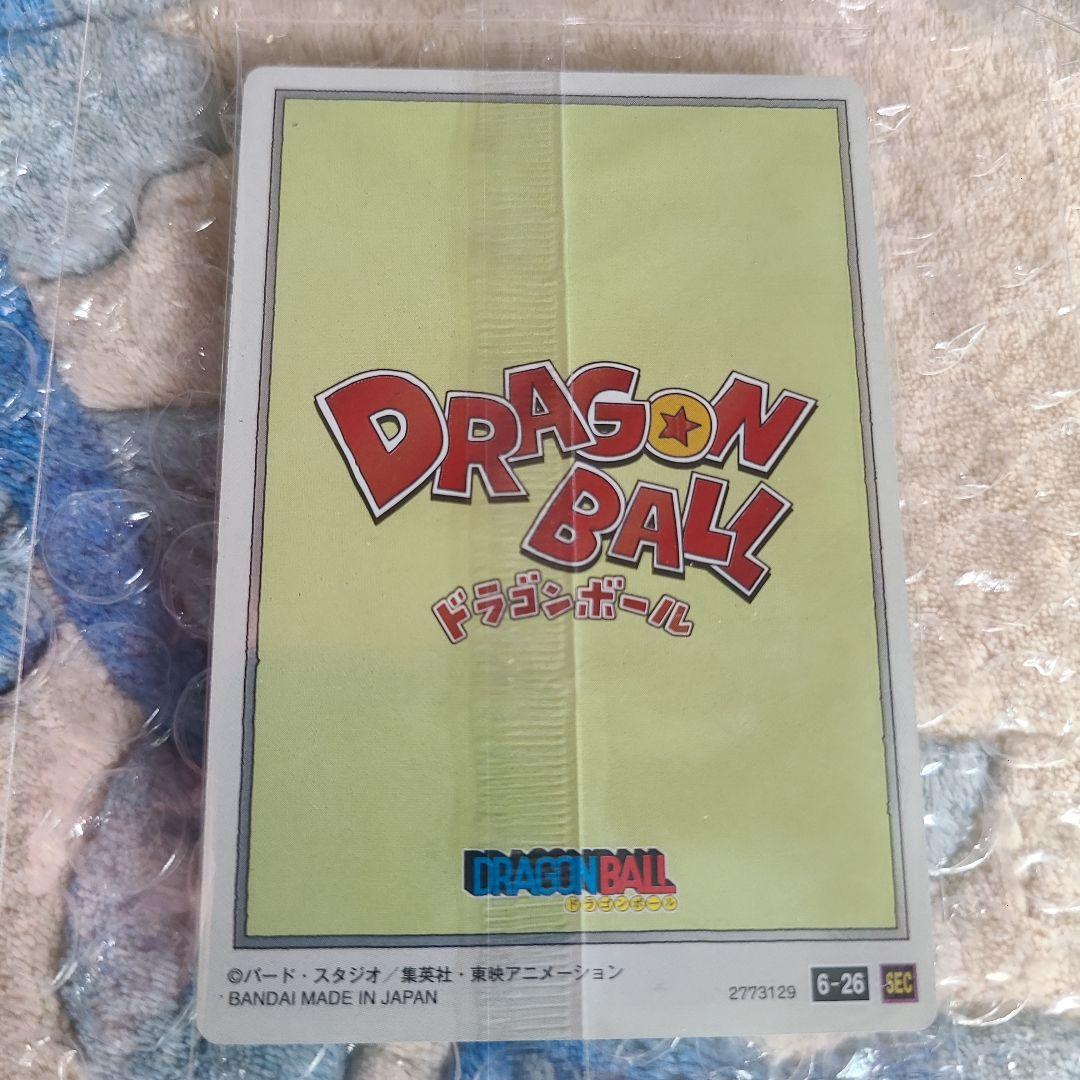 DRAGON
BALL
ドラゴンボール
DRAGONBALL
ドラゴンボール
©バード・スタジオ／集英社・東映アニメーション
BANDAI MADE IN JAPAN
2773129 6-26 SEC